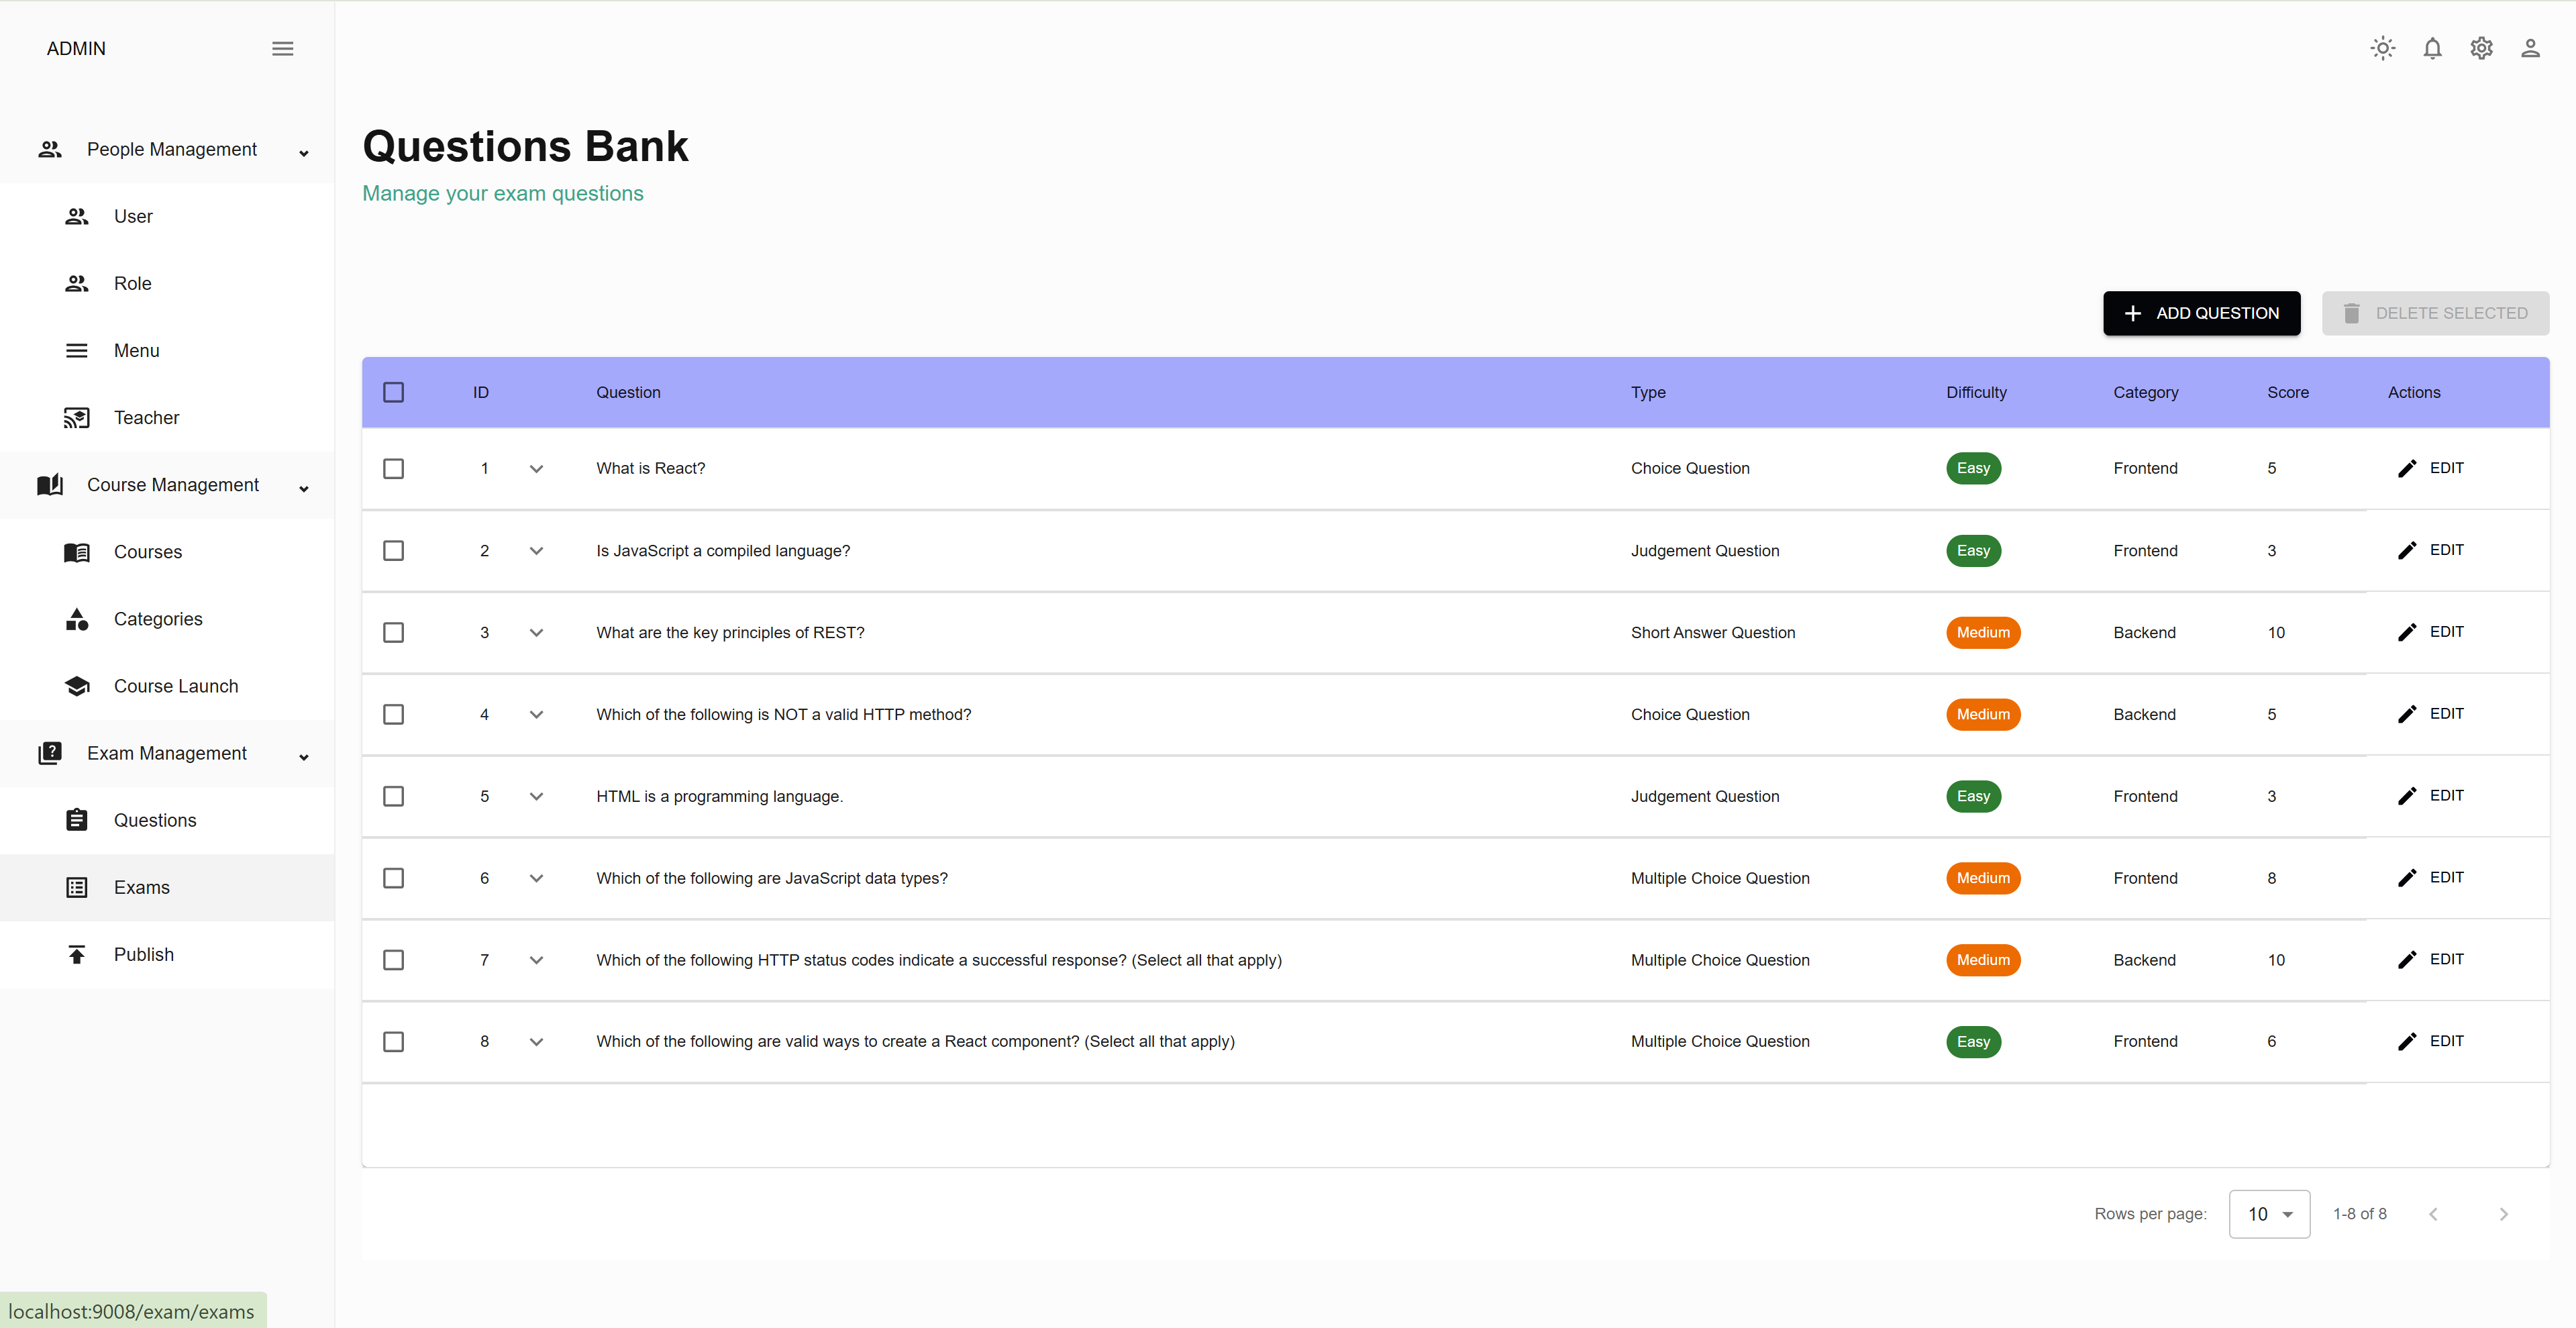 ADMIN
People Management
User
Role
Menu
Teacher
Course Management
Courses
Categories
Course Launch
Exam Management
Questions
Exams
Publish
Questions Bank
Manage your exam questions
ADD QUESTION DELETE SELECTED
ID Question Type Difficulty Category Score Actions
1 What is React? Choice Question Easy Frontend 5 EDIT
2 Is JavaScript a compiled language? Judgement Question Easy Frontend 3 EDIT
3 What are the key principles of REST? Short Answer Question Medium Backend 10 EDIT
4 Which of the following is NOT a valid HTTP method? Choice Question Medium Backend 5 EDIT
5 HTML is a programming language. Judgement Question Easy Frontend 3 EDIT
6 Which of the following are JavaScript data types? Multiple Choice Question Medium Frontend 8 EDIT
7 Which of the following HTTP status codes indicate a successful response? (Select all that apply) Multiple Choice Question Medium Backend 10 EDIT
8 Which of the following are valid ways to create a React component? (Select all that apply) Multiple Choice Question Easy Frontend 6 EDIT
Rows per page: 10 1-8 of 8
localhost:9008/exam/exams